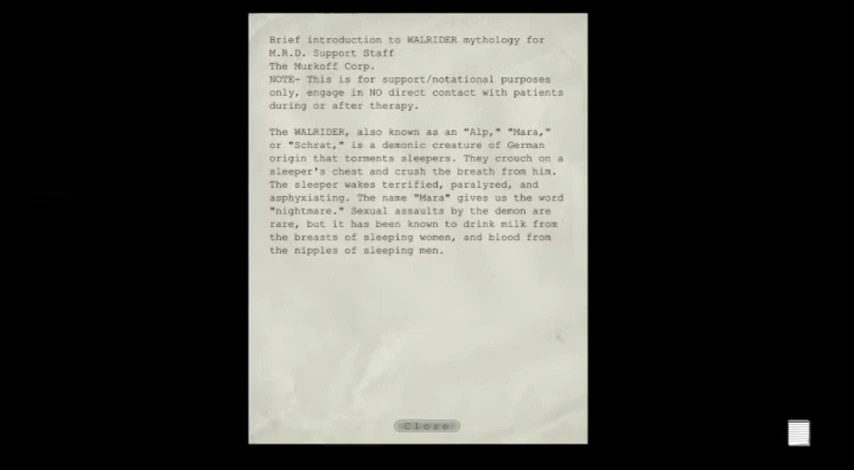 Brief introduction to WALRIDER mythology for
M.R.D. Support Staff
The Murkoff Corp.
NOTE- This is for support/notational purposes
only, engage in NO direct contact with patients
during or after therapy.
The WALRIDER, also known as an "Alp," "Mara,"
or "Schrat," is a demonic creature of German
origin that torments sleepers. They crouch on a
sleeper's chest and crush the breath from him.
The sleeper wakes terrified, paralyzed, and
asphyxiating. The name "Mara" gives us the word
"nightmare." Sexual assaults by the demon are
rare, but it has been known to drink milk from
the breasts of sleeping women, and blood from
the nipples of sleeping men.
Close